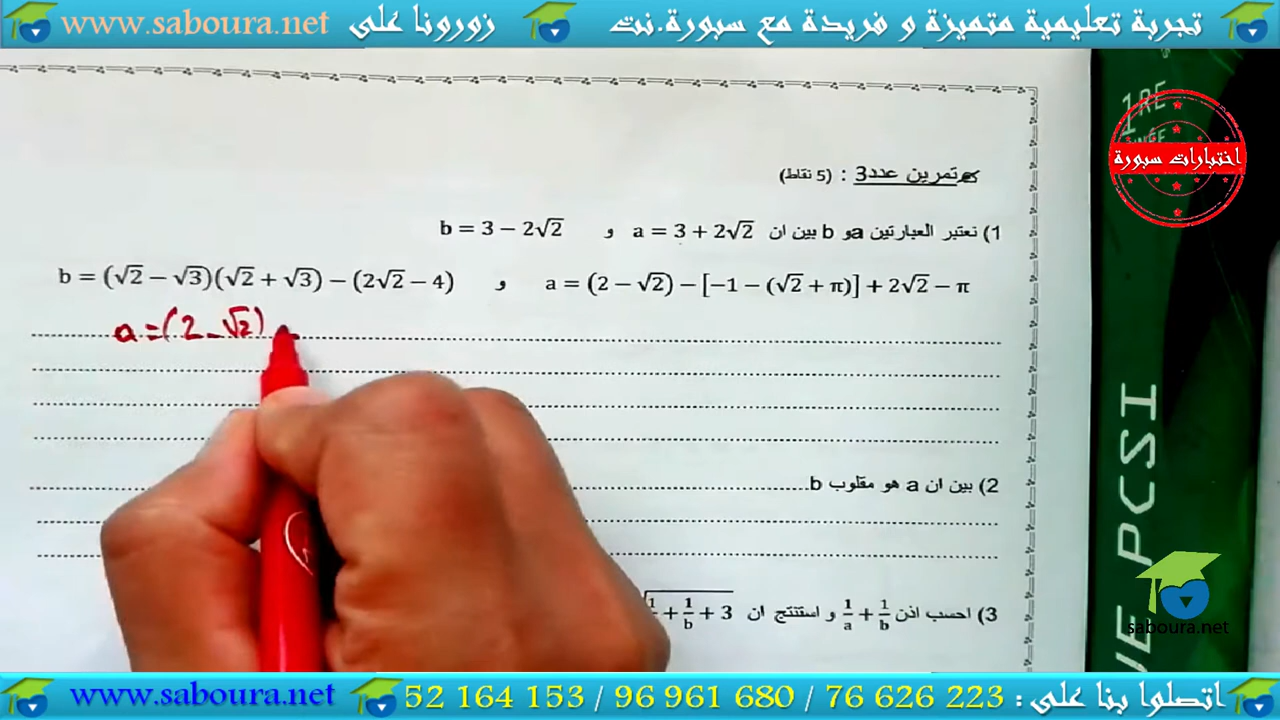 تجربة تعليمية متميزة و فريدة مع سبورة.نت زورونا على www.saboura.net
1RE
اختبارات سبورة
تمرين عدد3 : (5 نقاط)
1) نعتبر العبارتين a و b بين ان a = 3 + 2√2 و b = 3 − 2√2
a = (2 − √2) − [−1 − (√2 + π)] + 2√2 − π و b = (√2 − √3)(√2 + √3) − (2√2 − 4)
a = (2 - √2)
2) بين ان a هو مقلوب b
3) احسب اذن 1/a + 1/b و استنتج ان + 1/b + 3
PCSI
saboura.net
اتصلوا بنا على : 223 626 76 / 680 961 96 / 153 164 52 www.saboura.net